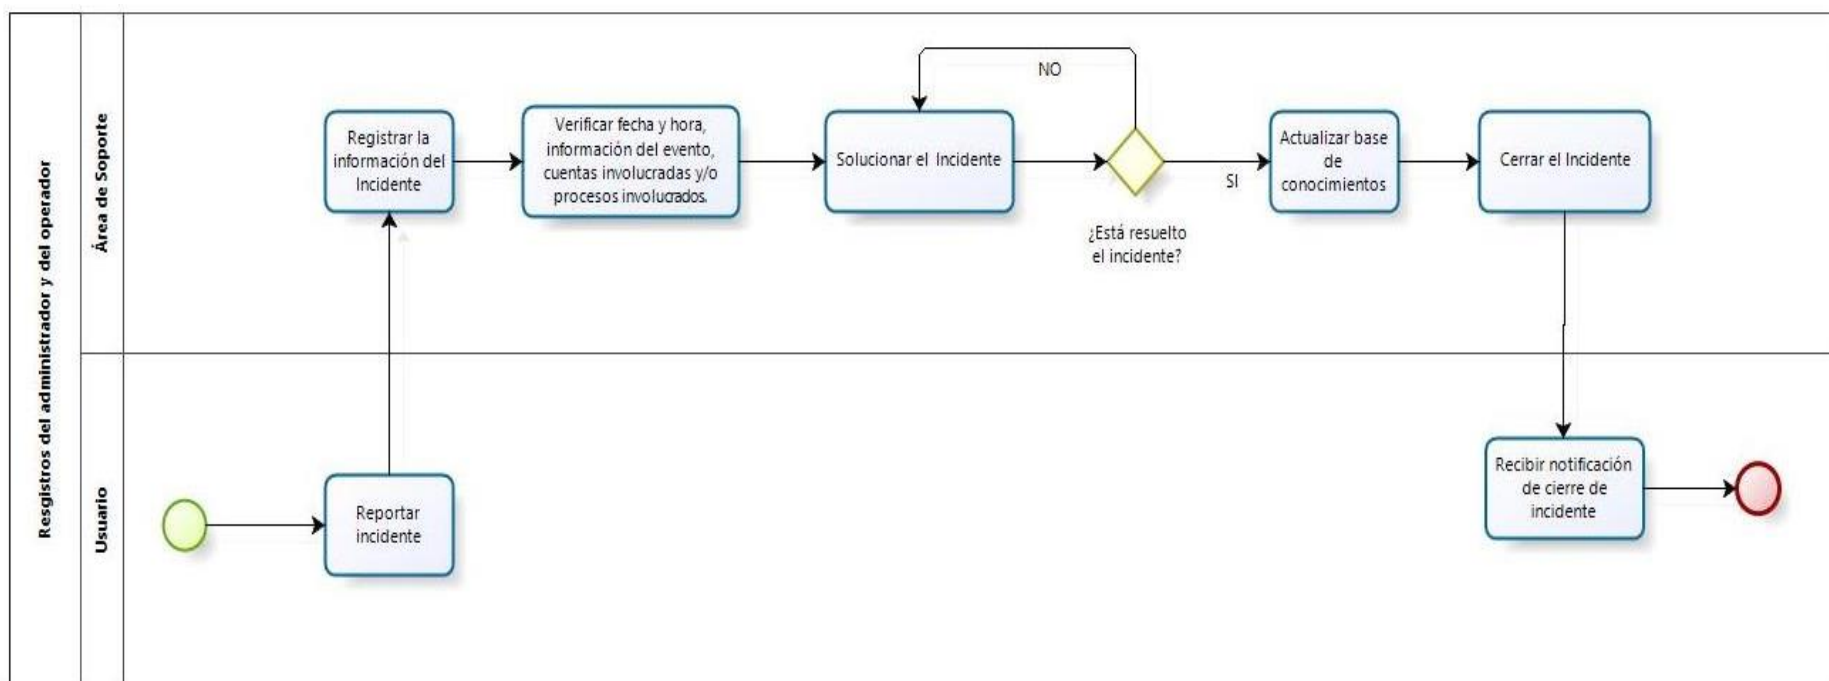 Resgistros del administrador y del operador
Área de Soporte
Registrar la
información del
Incidente
Verificar fecha y hora,
información del evento,
cuentas involucradas y/o
procesos involucrados.
Solucionar el Incidente
NO
¿Está resuelto
el incidente?
SI
Actualizar base
de
conocimientos
Cerrar el Incidente
Usuario
Reportar
incidente
Recibir notificación
de cierre de
incidente